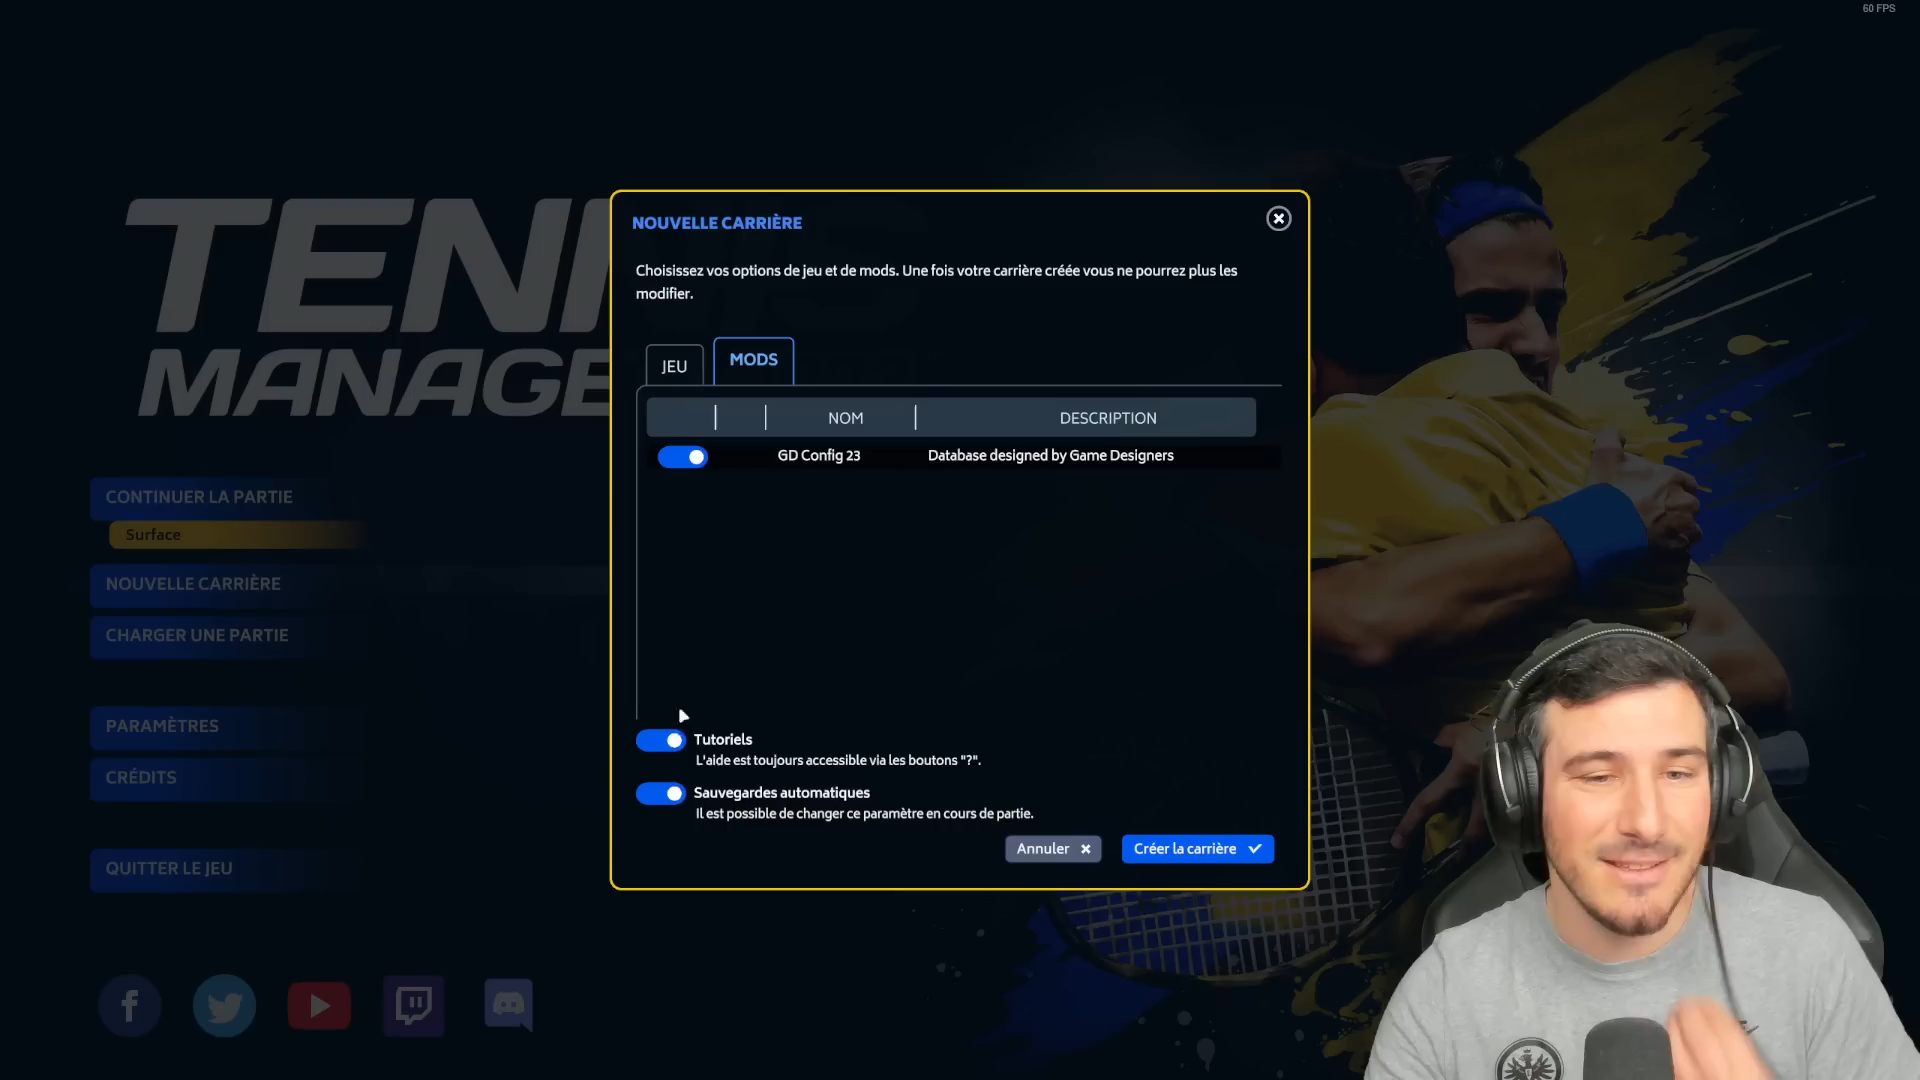 60 FPS
TENNIS
MANAGE
NOUVELLE CARRIÈRE
Choisissez vos options de jeu et de mods. Une fois votre carrière créée vous ne pourrez plus les
modifier.
JEU
MODS
NOM
DESCRIPTION
GD Config 23
Database designed by Game Designers
Tutoriels
L'aide est toujours accessible via les boutons "?".
Sauvegardes automatiques
Il est possible de changer ce paramètre en cours de partie.
Annuler
Créer la carrière
CONTINUER LA PARTIE
Surface
NOUVELLE CARRIÈRE
CHARGER UNE PARTIE
PARAMÈTRES
CRÉDITS
QUITTER LE JEU